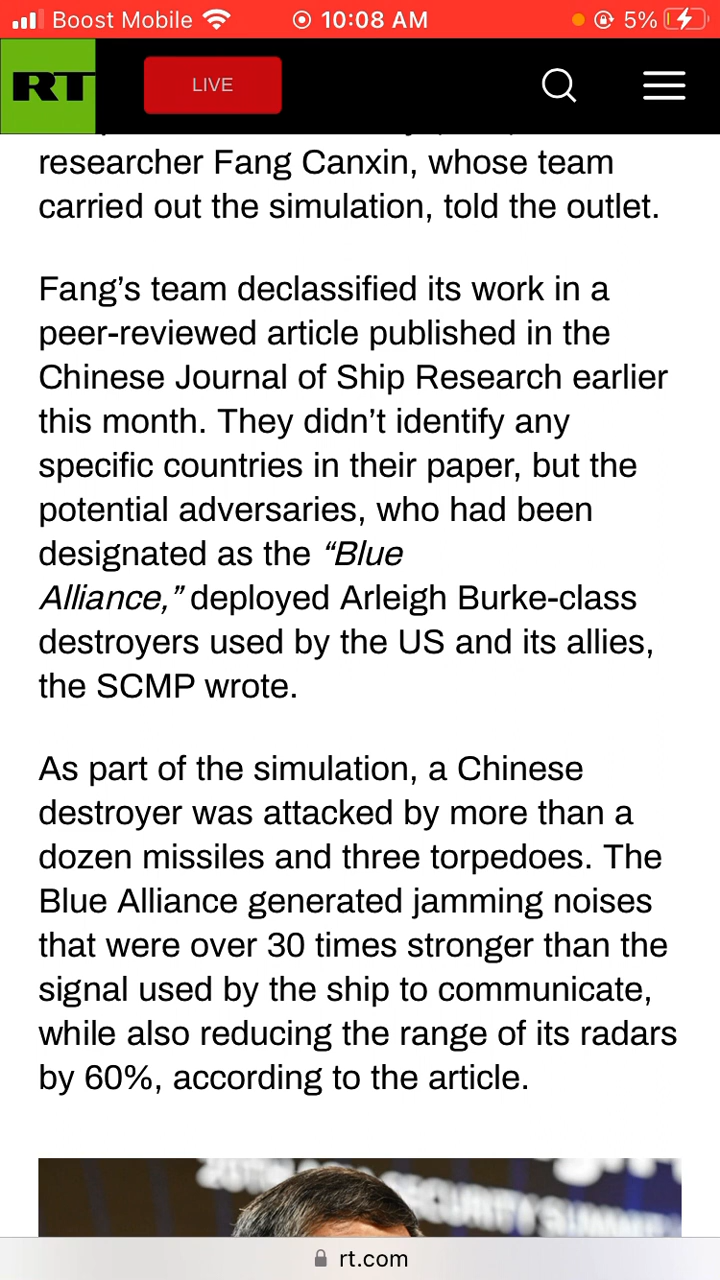 Boost Mobile 10:08 AM 5%
RT LIVE
researcher Fang Canxin, whose team
carried out the simulation, told the outlet.
Fang’s team declassified its work in a
peer-reviewed article published in the
Chinese Journal of Ship Research earlier
this month. They didn’t identify any
specific countries in their paper, but the
potential adversaries, who had been
designated as the “Blue
Alliance,” deployed Arleigh Burke-class
destroyers used by the US and its allies,
the SCMP wrote.
As part of the simulation, a Chinese
destroyer was attacked by more than a
dozen missiles and three torpedoes. The
Blue Alliance generated jamming noises
that were over 30 times stronger than the
signal used by the ship to communicate,
while also reducing the range of its radars
by 60%, according to the article.
SECURITY SUMMIT
rt.com